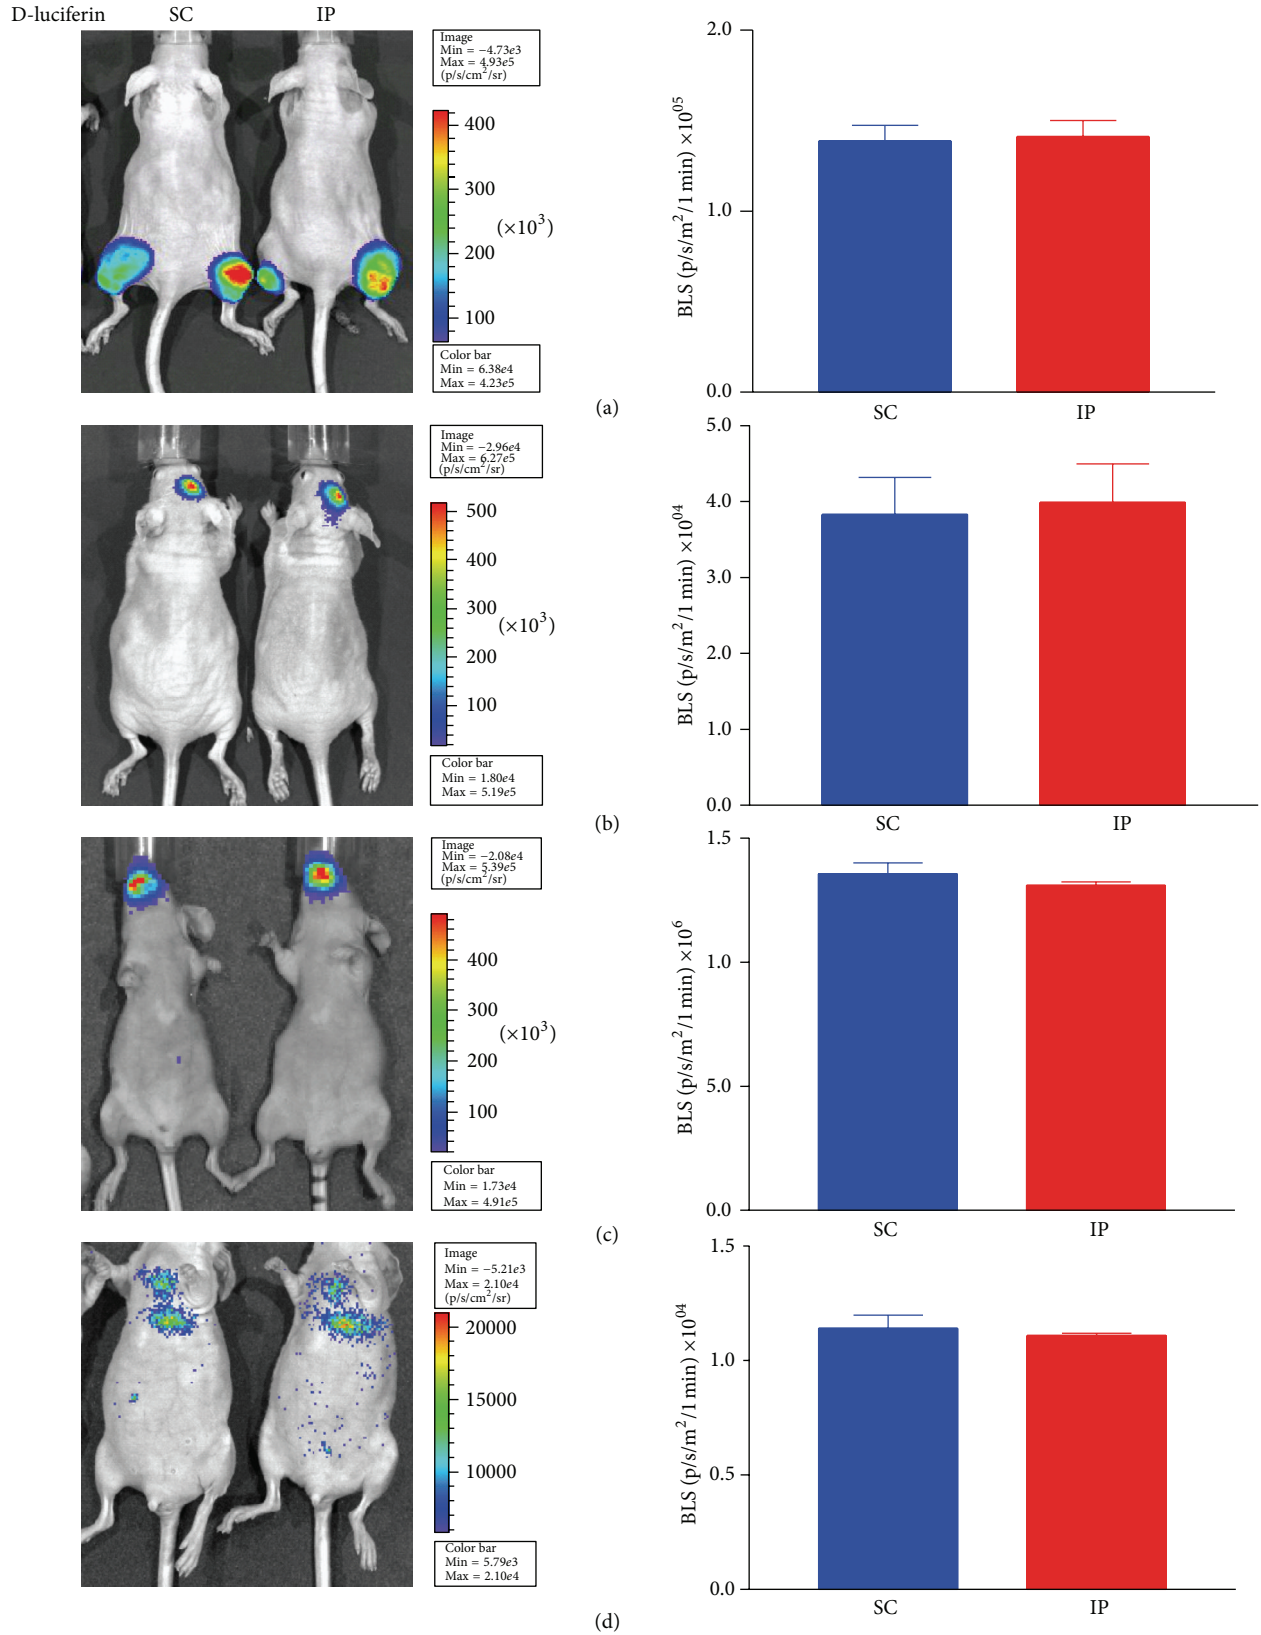 D-luciferin SC IP
Image
Min = −4.73e3
Max = 4.93e5
(p/s/cm²/sr)
400
300
(×10³)
200
100
Color bar
Min = 6.38e4
Max = 4.23e5
BLS (p/s/m²/1 min) ×10⁰⁵
2.0
1.0
0.0
SC IP
(a)
Image
Min = −2.96e4
Max = 6.27e5
(p/s/cm²/sr)
500
400
300
(×10³)
200
100
Color bar
Min = 1.80e4
Max = 5.19e5
BLS (p/s/m²/1 min) ×10⁰⁴
5.0
4.0
3.0
2.0
1.0
0.0
SC IP
(b)
Image
Min = −2.08e4
Max = 5.39e5
(p/s/cm²/sr)
400
300
(×10³)
200
100
Color bar
Min = 1.73e4
Max = 4.91e5
BLS (p/s/m²/1 min) ×10⁶
1.5
1.0
5.0
0.0
SC IP
(c)
Image
Min = −5.21e3
Max = 2.10e4
(p/s/cm²/sr)
20000
15000
10000
Color bar
Min = 5.79e3
Max = 2.10e4
BLS (p/s/m²/1 min) ×10⁰⁴
1.5
1.0
0.5
0.0
SC IP
(d)